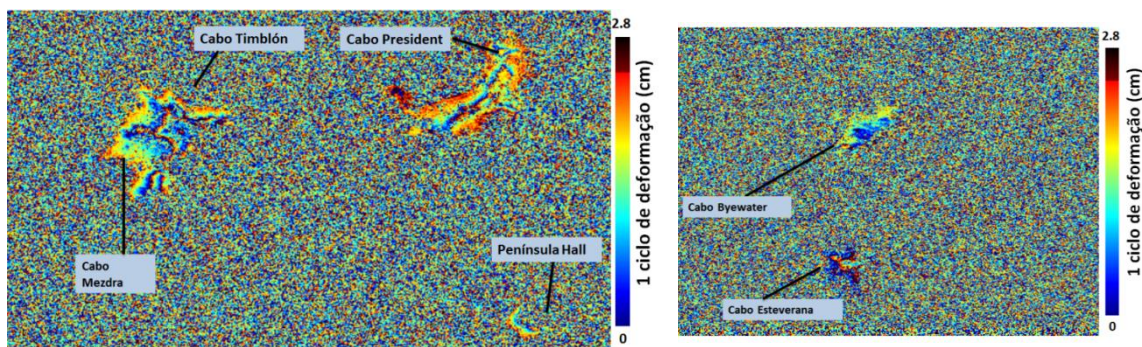 Cabo Timblón
Cabo President
Cabo
Mezdra
Península Hall
2.8
1 ciclo de deformação (cm)
0
Cabo Byewater
Cabo Esteverana
2.8
1 ciclo de deformação (cm)
0